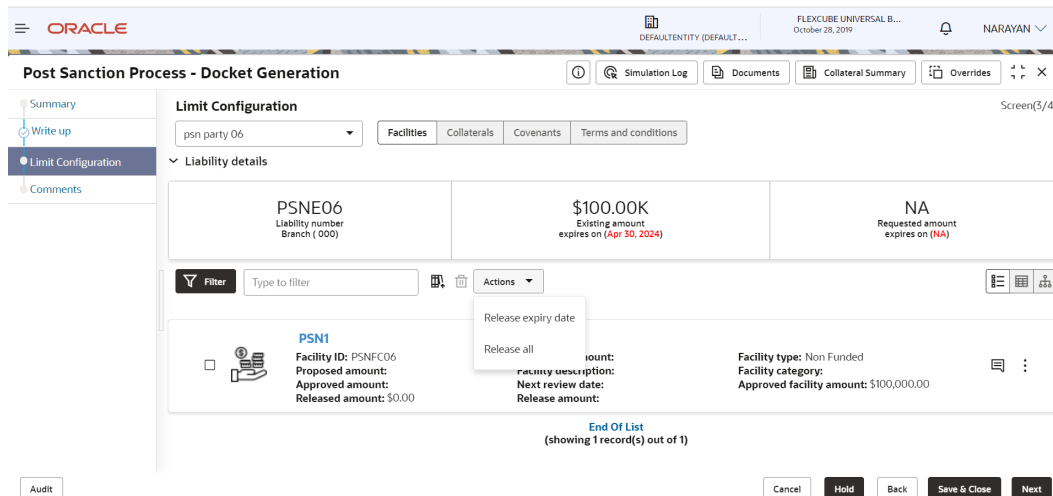 ORACLE
DEFAULTENTITY (DEFAULT...
FLEXCUBE UNIVERSAL B...
October 28, 2019
NARAYAN
Post Sanction Process - Docket Generation
Simulation Log
Documents
Collateral Summary
Overrides
Summary
Write up
Limit Configuration
Comments
Limit Configuration
Screen(3/4
psn party 06
Facilities
Collaterals
Covenants
Terms and conditions
Liability details
PSNE06
Liability number
Branch ( 000)
$100.00K
Existing amount
expires on (Apr 30, 2024)
NA
Requested amount
expires on (NA)
Filter
Type to filter
Actions
Release expiry date
Release all
PSN1
Facility ID: PSNFC06
Proposed amount:
Approved amount:
Released amount: $0.00
ount:
Facility description:
Next review date:
Release amount:
Facility type: Non Funded
Facility category:
Approved facility amount: $100,000.00
End Of List
(showing 1 record(s) out of 1)
Audit
Cancel
Hold
Back
Save & Close
Next